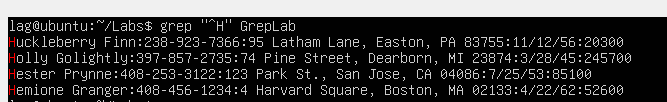 lag@ubuntu:~/Labs$ grep "^H" GrepLab
Huckleberry Finn:238-923-7366:95 Latham Lane, Easton, PA 83755:11/12/56:20300
Holly Golightly:397-857-2735:74 Pine Street, Dearborn, MI 23874:3/28/45:245700
Hester Prynne:408-253-3122:123 Park St., San Jose, CA 04086:7/25/53:85100
Hemione Granger:408-456-1234:4 Harvard Square, Boston, MA 02133:4/22/62:52600